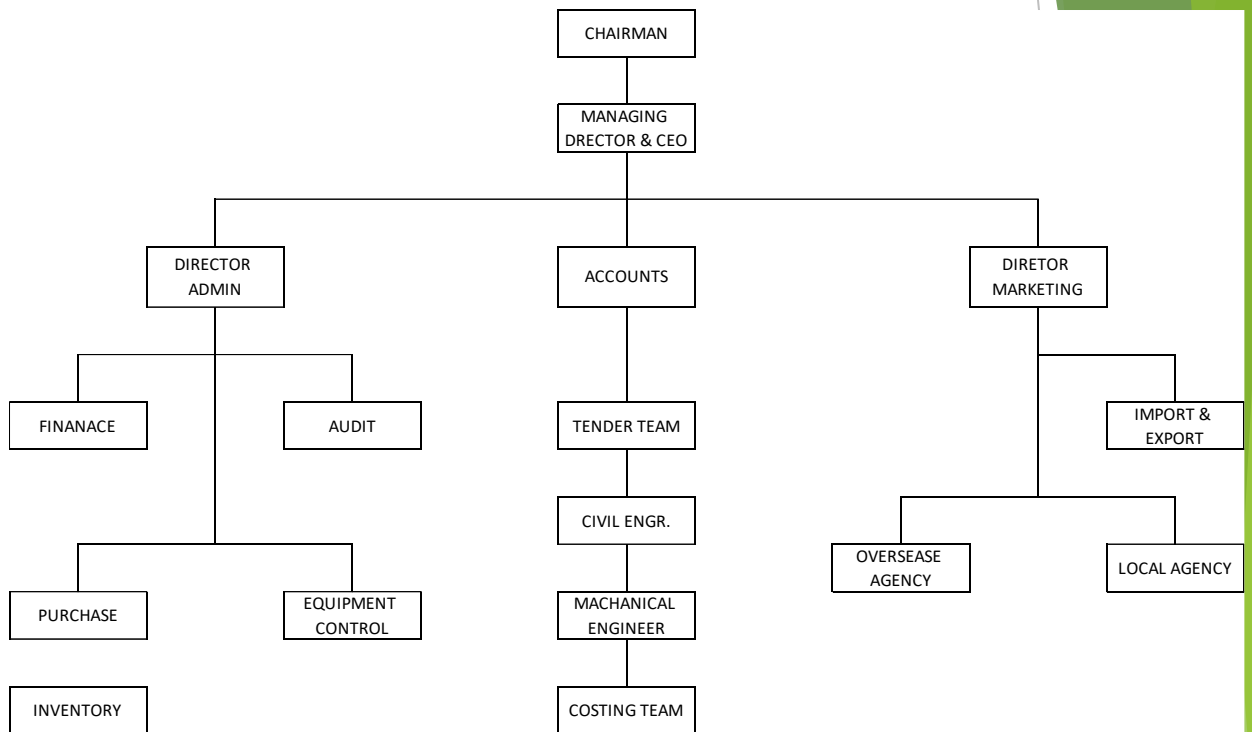 CHAIRMAN
MANAGING
DRECTOR & CEO
DIRECTOR
ADMIN
ACCOUNTS
DIRETOR
MARKETING
FINANACE
AUDIT
TENDER TEAM
IMPORT &
EXPORT
CIVIL ENGR.
OVERSEASE
AGENCY
LOCAL AGENCY
PURCHASE
EQUIPMENT
CONTROL
MACHANICAL
ENGINEER
INVENTORY
COSTING TEAM